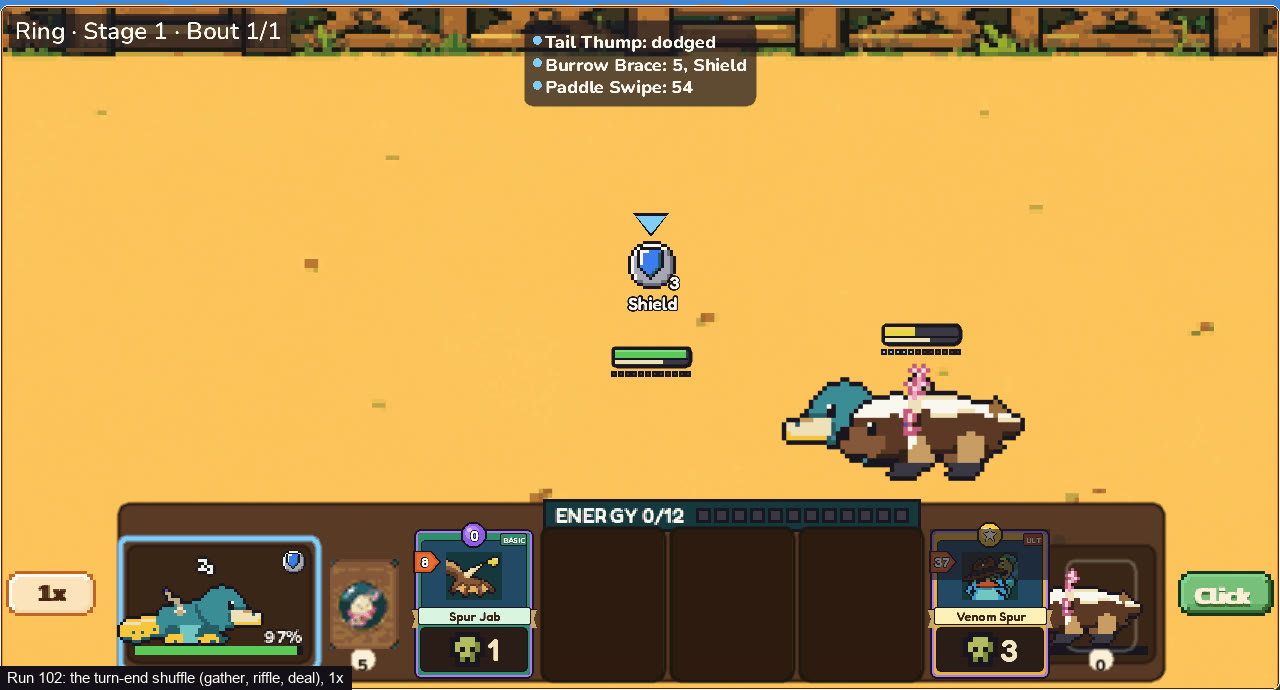 Ring · Stage 1 · Bout 1/1
Tail Thump: dodged
Burrow Brace: 5, Shield
Paddle Swipe: 54
3
Shield
ENERGY 0/12
0
BASIC
8
Spur Jab
1
ULT
37
Venom Spur
3
1x
97%
5
0
Click
Run 102: the turn-end shuffle (gather, riffle, deal), 1x